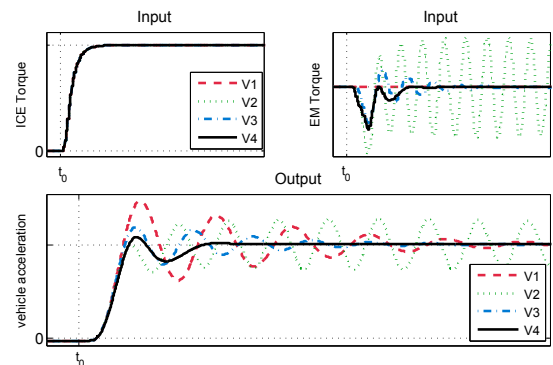 Input
ICE Torque
0
t0
V1
V2
V3
V4
Input
EM Torque
t0
Output
vehicle acceleration
0
t0
V1
V2
V3
V4